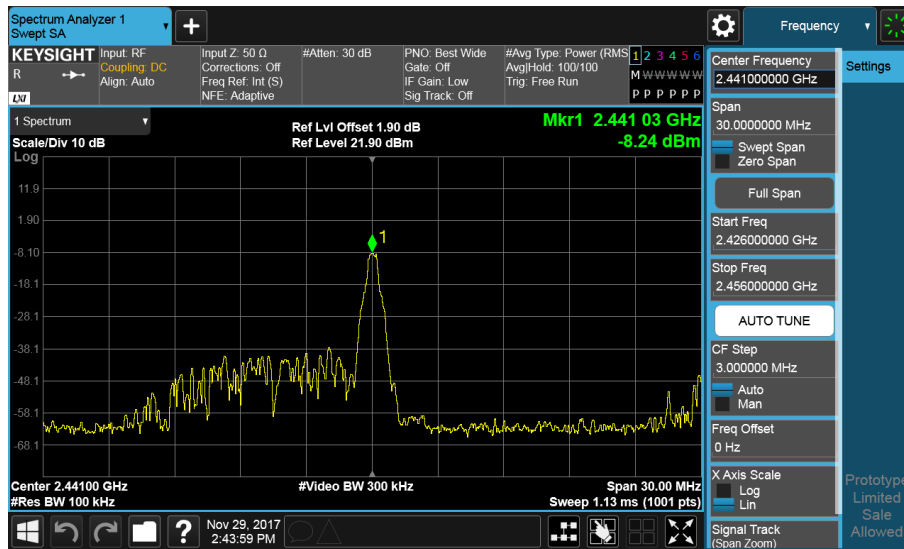 Spectrum Analyzer 1
Swept SA
Frequency
KEYSIGHT
R
LXI
Input: RF
Coupling: DC
Align: Auto
Input Z: 50 Ω
Corrections: Off
Freq Ref: Int (S)
NFE: Adaptive
#Atten: 30 dB
PNO: Best Wide
Gate: Off
IF Gain: Low
Sig Track: Off
#Avg Type: Power (RMS
Avg|Hold: 100/100
Trig: Free Run
1 2 3 4 5 6
M W W W W W
P P P P P P
1 Spectrum
Scale/Div 10 dB
Log
Ref Lvl Offset 1.90 dB
Ref Level 21.90 dBm
Mkr1 2.441 03 GHz
-8.24 dBm
11.9
1.90
-8.10
-18.1
-28.1
-38.1
-48.1
-58.1
-68.1
1
Center 2.44100 GHz
#Res BW 100 kHz
#Video BW 300 kHz
Span 30.00 MHz
Sweep 1.13 ms (1001 pts)
?
Nov 29, 2017
2:43:59 PM
Center Frequency
2.441000000 GHz
Span
30.0000000 MHz
Swept Span
Zero Span
Full Span
Start Freq
2.426000000 GHz
Stop Freq
2.456000000 GHz
AUTO TUNE
CF Step
3.000000 MHz
Auto
Man
Freq Offset
0 Hz
X Axis Scale
Log
Lin
Signal Track
(Span Zoom)
Settings
Prototype
Limited
Sale
Allowed